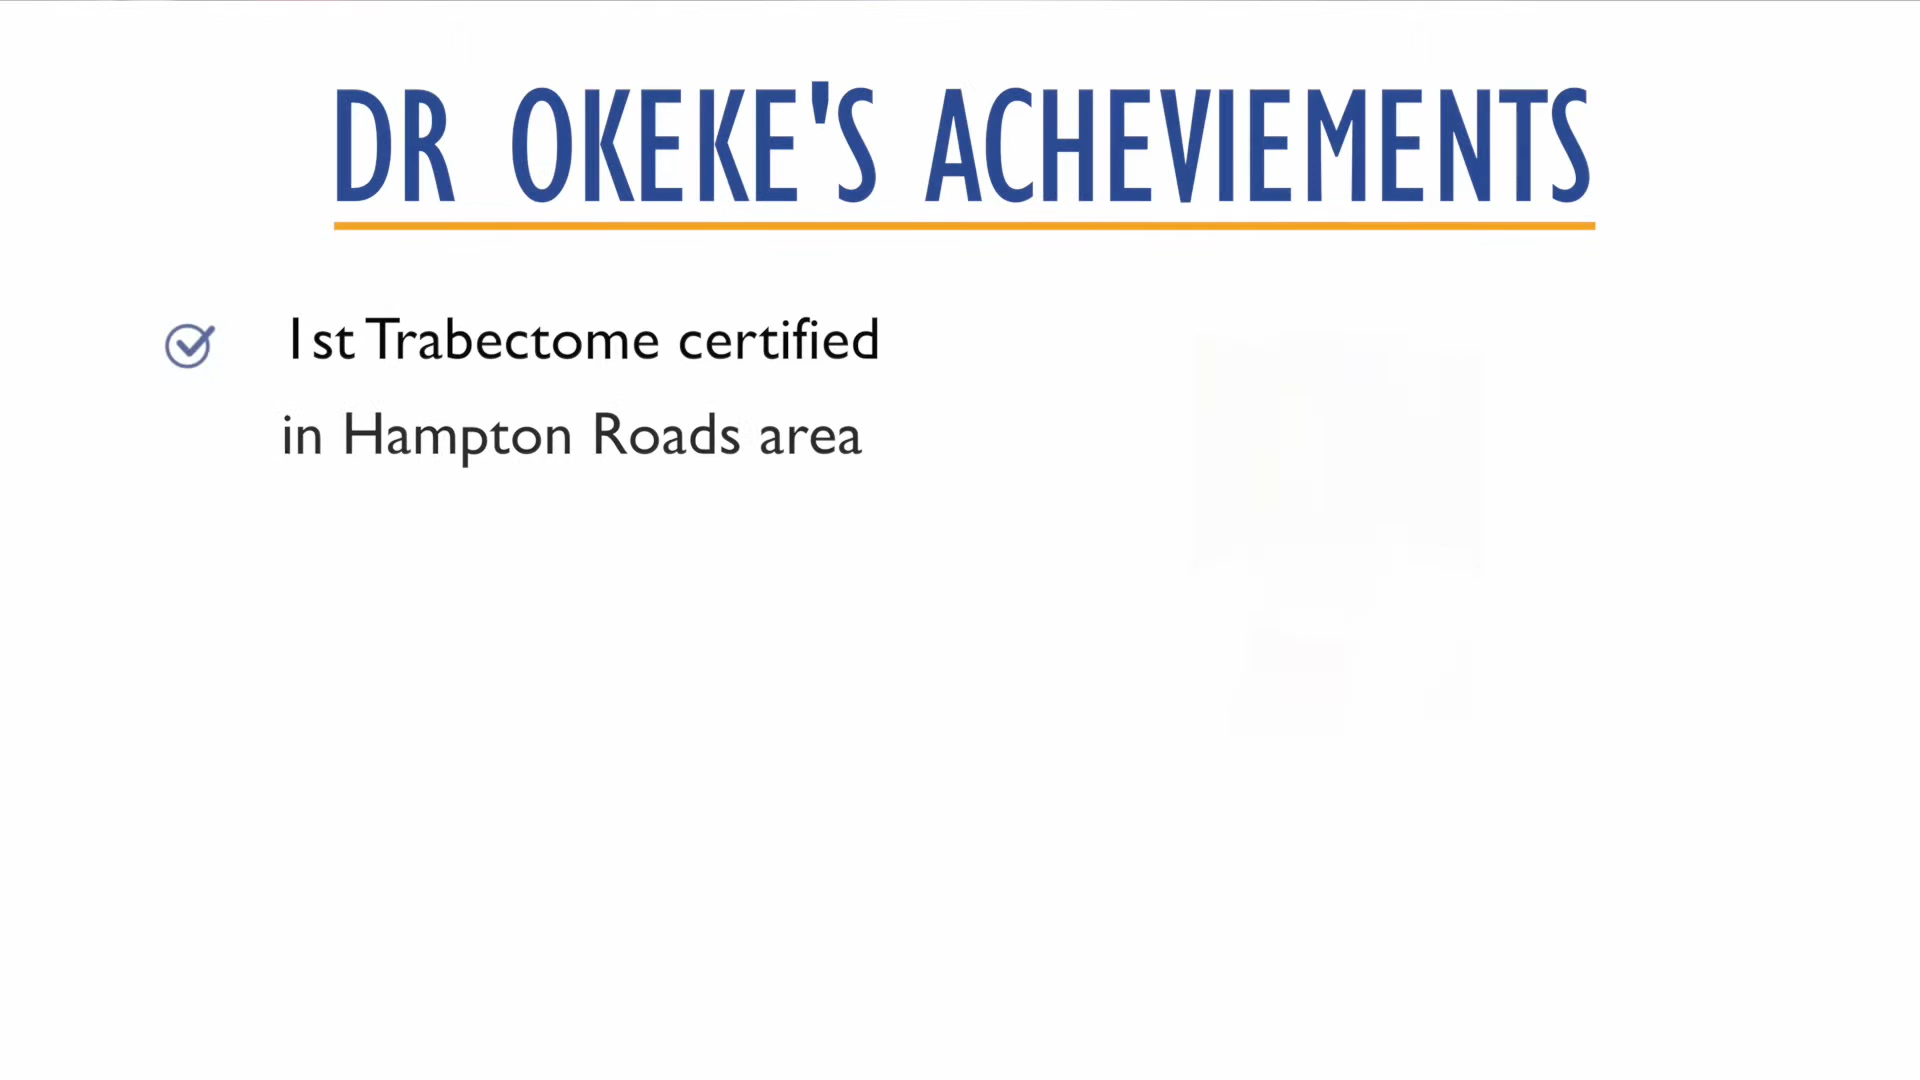 DR OKEKE'S ACHEVIEMENTS
1st Trabectome certified
in Hampton Roads area